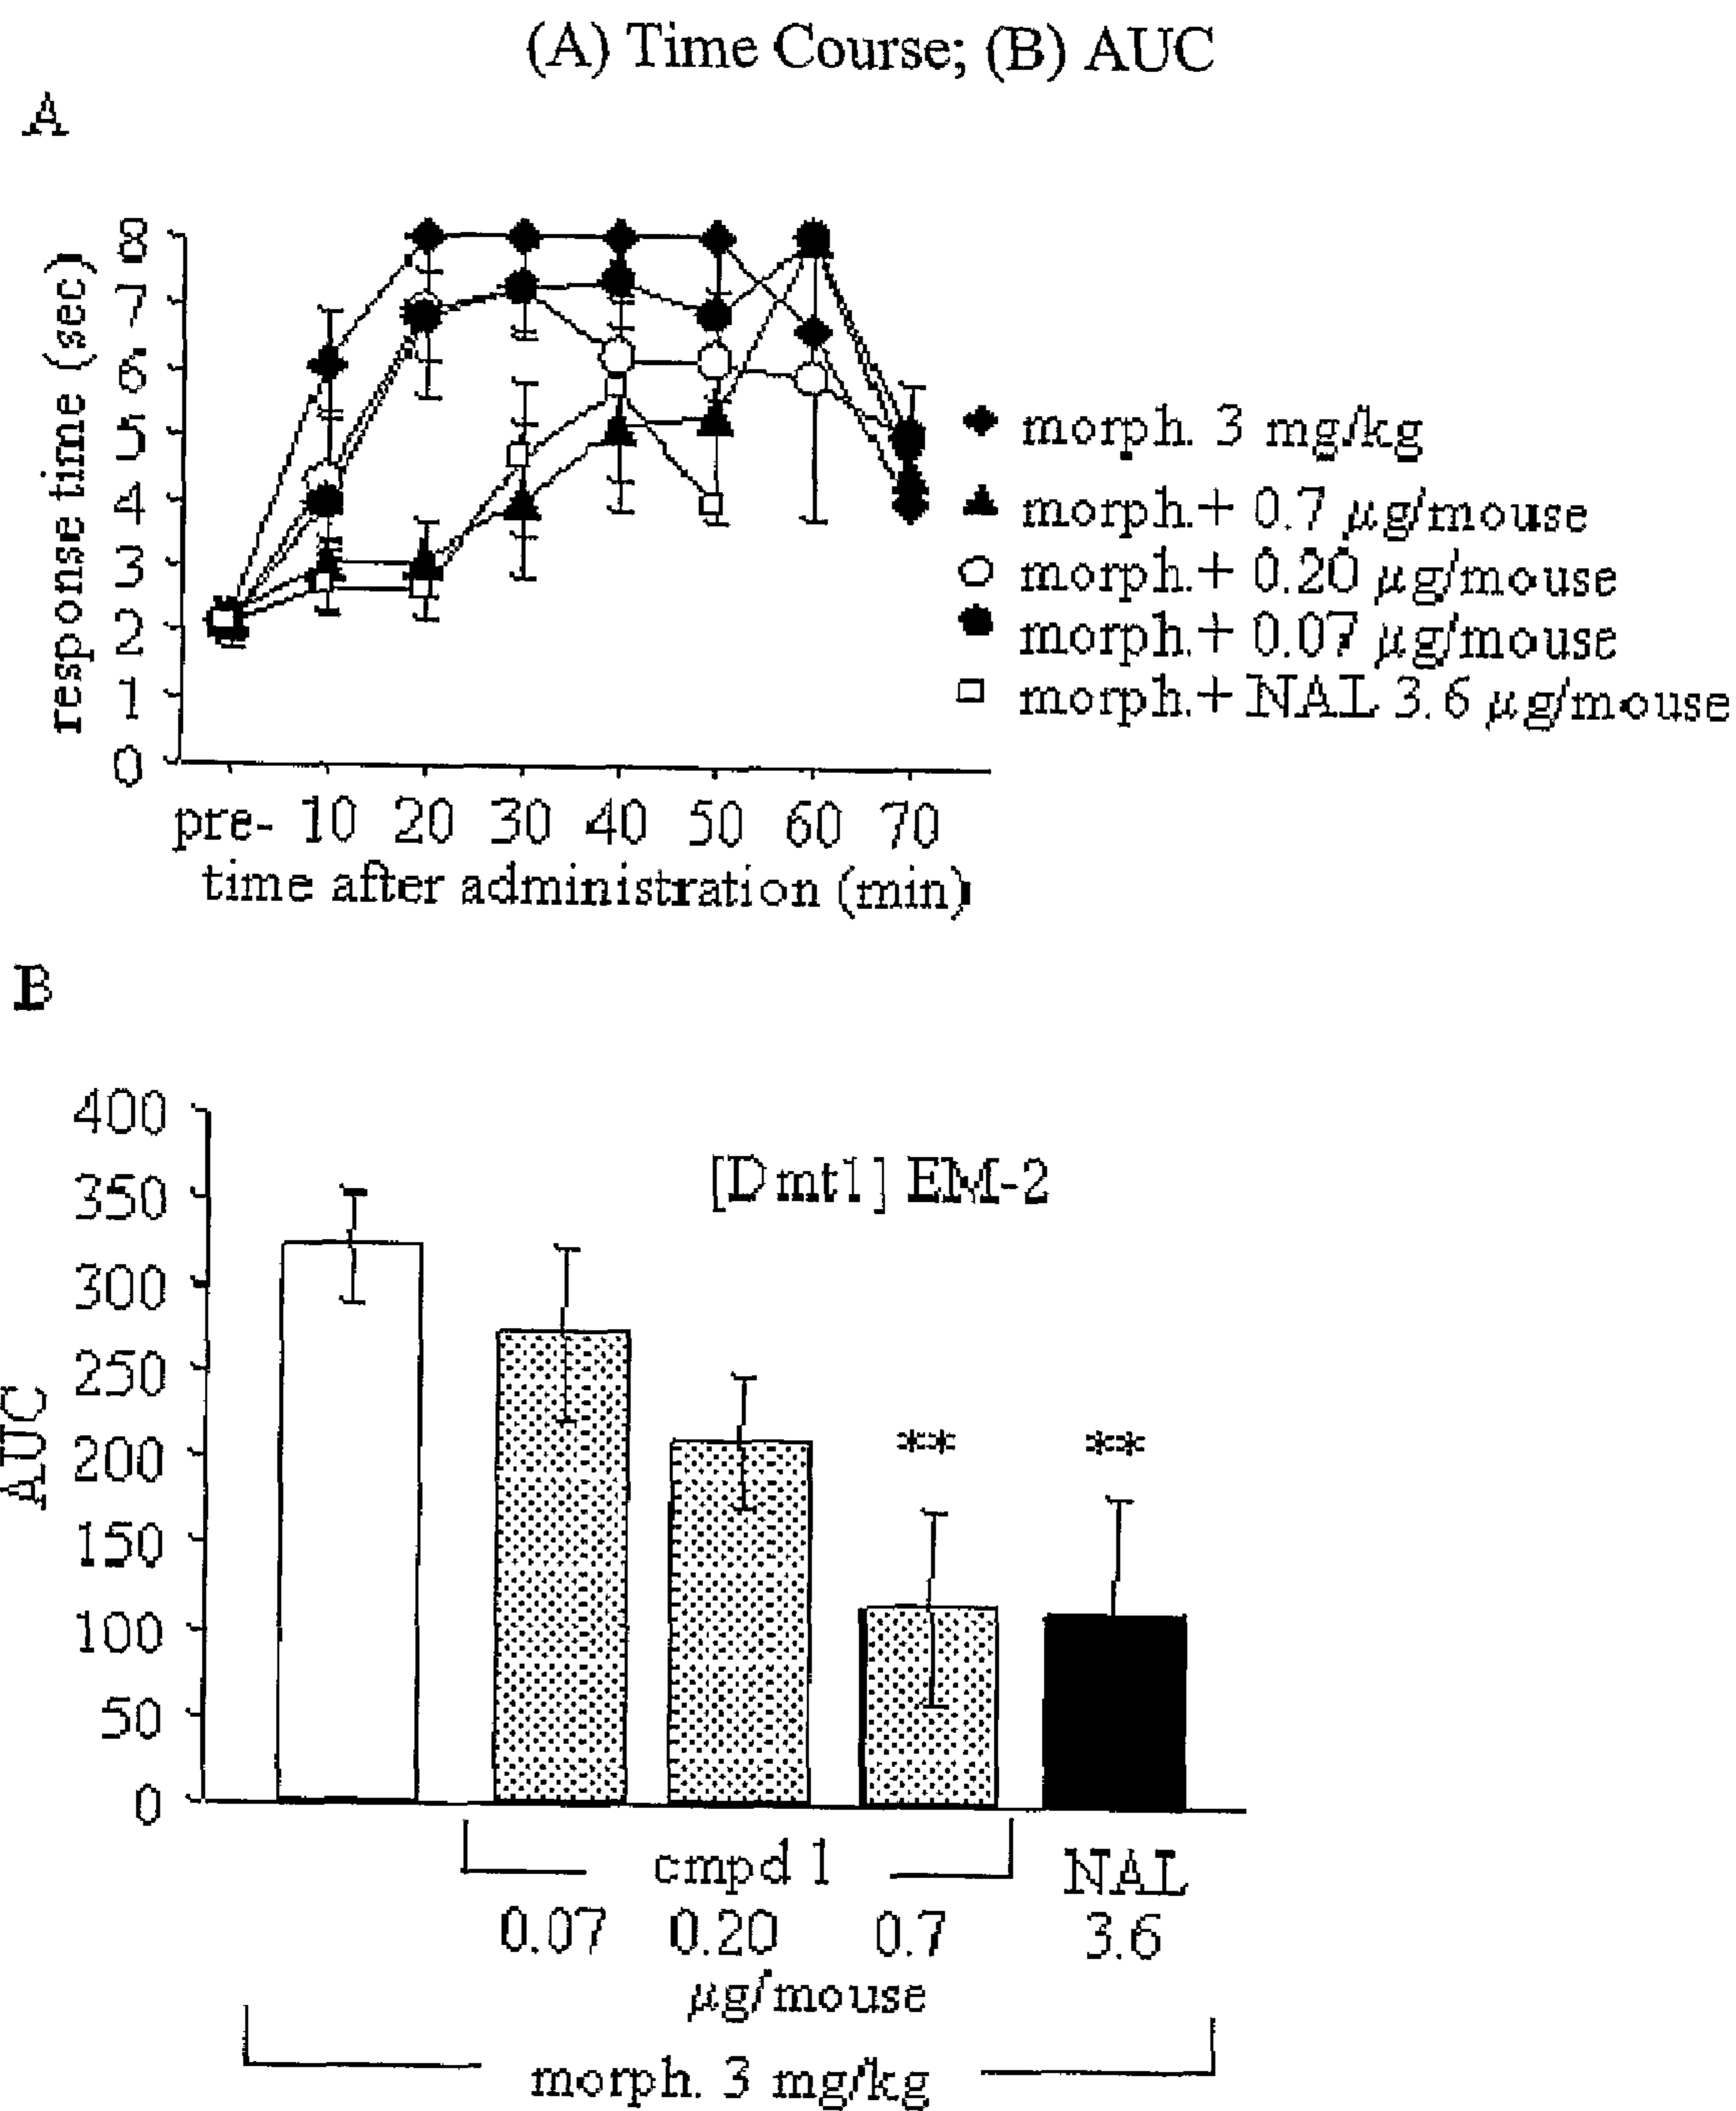 (A) Time Course; (B) AUC
A
response time (sec)
8
7
6
5
4
3
2
1
0
pre- 10 20 30 40 50 60 70
time after administration (min)
morph. 3 mg/kg
morph.+ 0.7 μg/mouse
morph.+ 0.20 μg/mouse
morph.+ 0.07 μg/mouse
morph.+ NAL 3.6 μg/mouse
B
[Dmt1] EM-2
AUC
400
350
300
250
200
150
100
50
0
** **
cmpd 1 NAL
0.07 0.20 0.7 3.6
μg/mouse
morph. 3 mg/kg